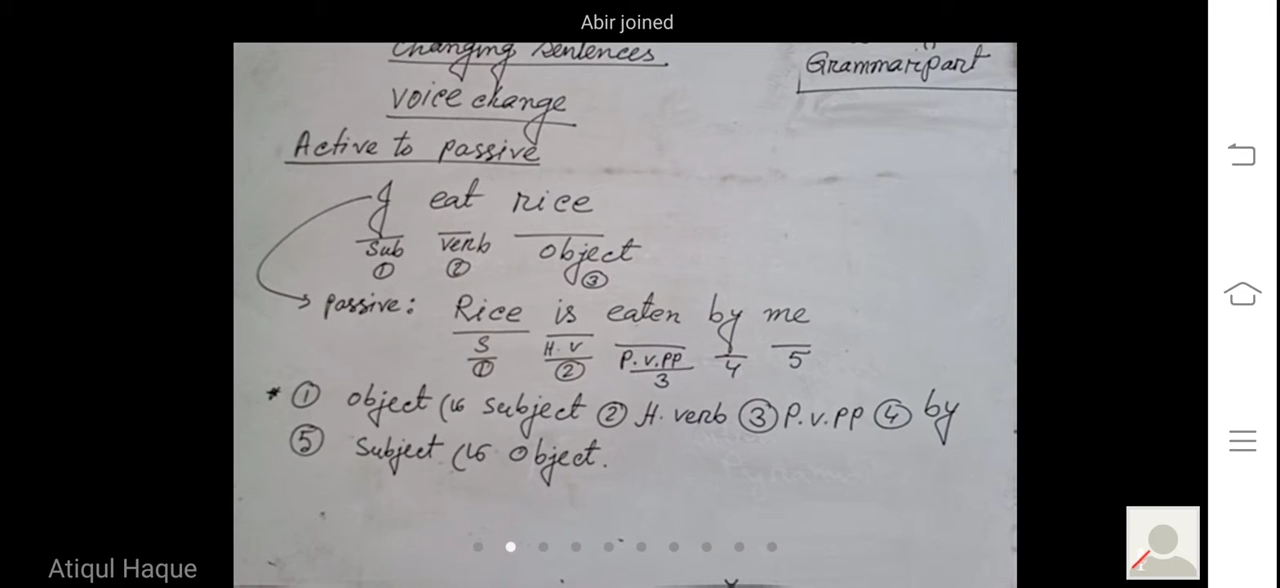 Abir joined
Changing Sentences.
Grammar part
Voice change
Active to passive
I eat rice
Sub verb object
① ② ③
passive: Rice is eaten by me
S H.V P.V.PP 4 5
① ② 3
* ① object কে subject ② H. verb ③ P.V.PP ④ by
⑤ Subject কে Object.
Atiqul Haque